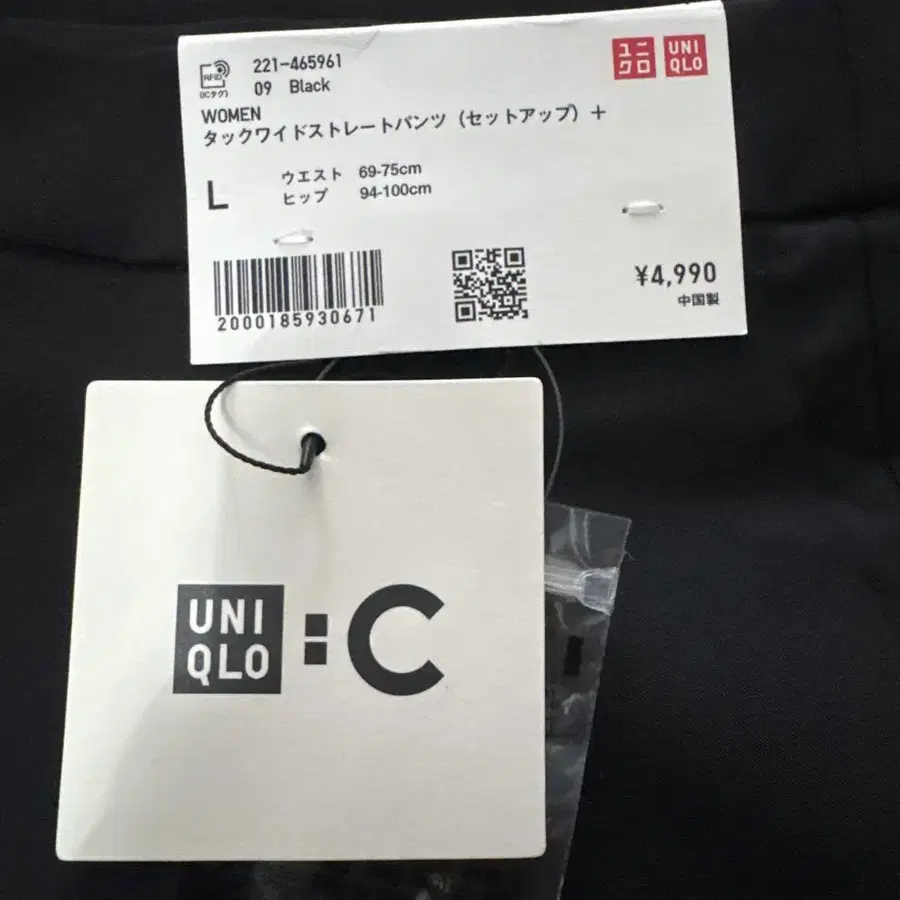 RFID
(ICタグ)
221-465961
09 Black
ユニクロ
UNIQLO
WOMEN
タックワイドストレートパンツ(セットアップ)+
L
ウエスト 69-75cm
ヒップ 94-100cm
2000185930671
¥4,990
中国製
UNI
QLO
:C